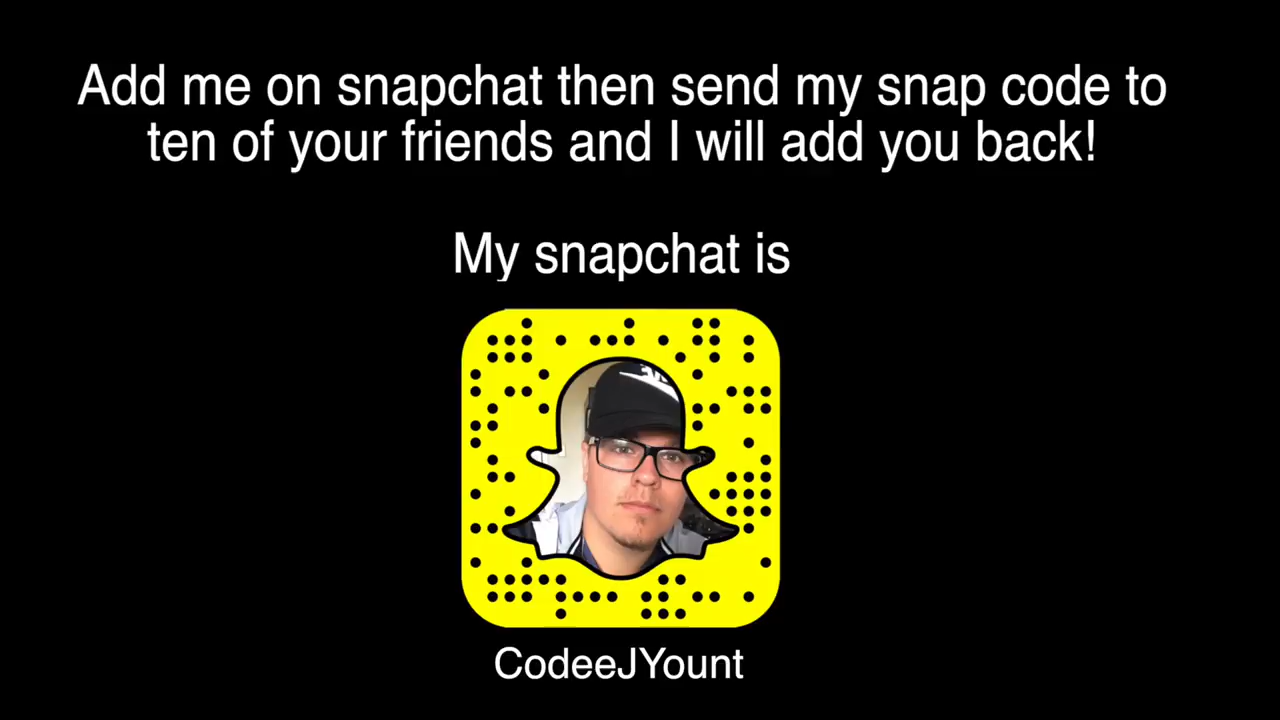 Add me on snapchat then send my snap code to
ten of your friends and I will add you back!
My snapchat is
CodeeJYount